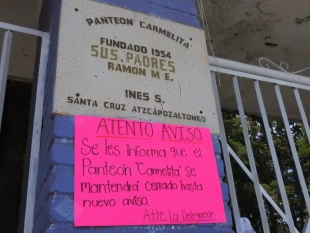 PANTEON CARMELITA
FUNDADO 1954
SUS. PADRES
RAMON M E.
INES S.
SANTA CRUZ ATZCAPOZALTONGO
ATENTO AVISO
Se les informa que el
Panteón "Carmelita" se
mantendrá cerrado hasta
nuevo aviso.
Atte La Delegación